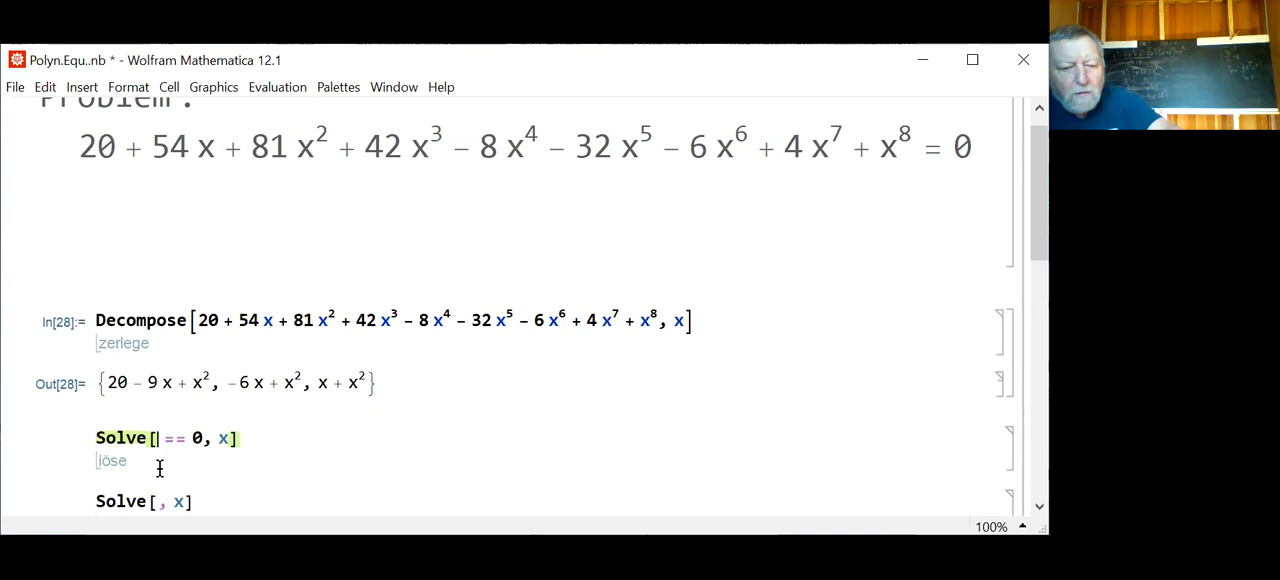 Polyn.Equ..nb * - Wolfram Mathematica 12.1
File Edit Insert Format Cell Graphics Evaluation Palettes Window Help
Problem:
20 + 54 x + 81 x² + 42 x³ − 8 x⁴ − 32 x⁵ − 6 x⁶ + 4 x⁷ + x⁸ = 0
In[28]:= Decompose[20 + 54 x + 81 x² + 42 x³ − 8 x⁴ − 32 x⁵ − 6 x⁶ + 4 x⁷ + x⁸, x]
zerlege
Out[28]= {20 − 9 x + x², −6 x + x², x + x²}
Solve[ == 0, x]
löse
Solve[, x]
100%